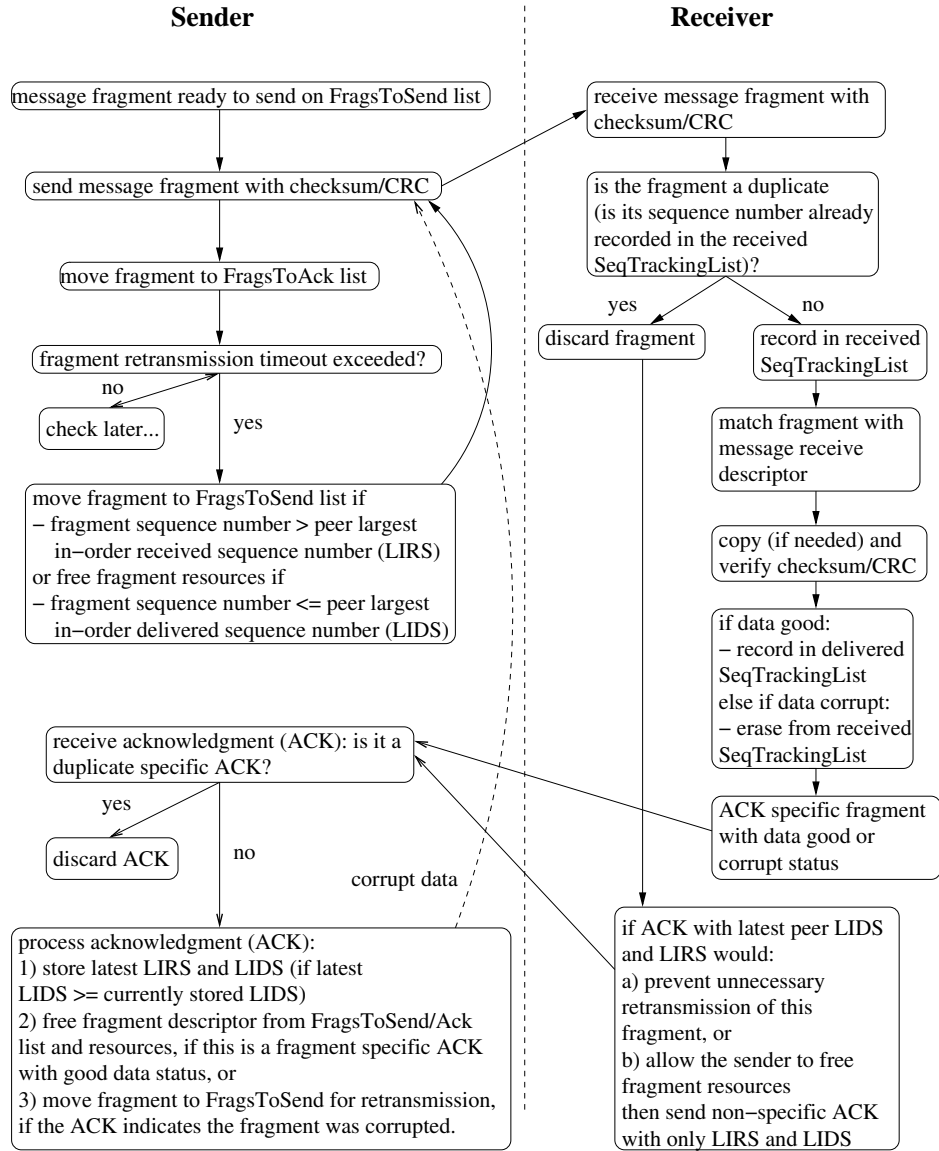 Sender
message fragment ready to send on FragsToSend list
send message fragment with checksum/CRC
move fragment to FragsToAck list
fragment retransmission timeout exceeded?
no
check later...
yes
move fragment to FragsToSend list if
− fragment sequence number > peer largest
in−order received sequence number (LIRS)
or free fragment resources if
− fragment sequence number <= peer largest
in−order delivered sequence number (LIDS)
receive acknowledgment (ACK): is it a
duplicate specific ACK?
yes
discard ACK
no
corrupt data
process acknowledgment (ACK):
1) store latest LIRS and LIDS (if latest
LIDS >= currently stored LIDS)
2) free fragment descriptor from FragsToSend/Ack
list and resources, if this is a fragment specific ACK
with good data status, or
3) move fragment to FragsToSend for retransmission,
if the ACK indicates the fragment was corrupted.
Receiver
receive message fragment with
checksum/CRC
is the fragment a duplicate
(is its sequence number already
recorded in the received
SeqTrackingList)?
yes
no
discard fragment
record in received
SeqTrackingList
match fragment with
message receive
descriptor
copy (if needed) and
verify checksum/CRC
if data good:
− record in delivered
SeqTrackingList
else if data corrupt:
− erase from received
SeqTrackingList
ACK specific fragment
with data good or
corrupt status
if ACK with latest peer LIDS
and LIRS would:
a) prevent unnecessary
retransmission of this
fragment, or
b) allow the sender to free
fragment resources
then send non−specific ACK
with only LIRS and LIDS